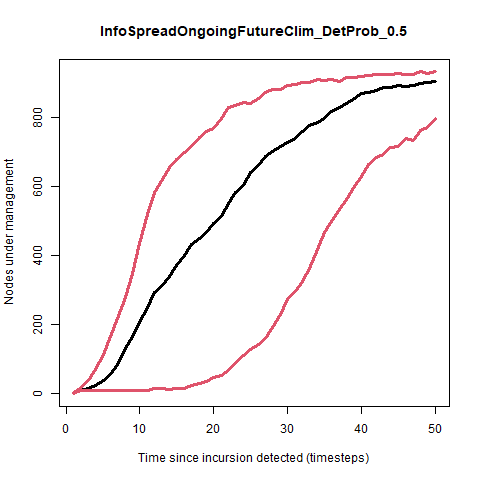 InfoSpreadOngoingFutureClim_DetProb_0.5
Nodes under management
800
600
400
200
0
0 10 20 30 40 50
Time since incursion detected (timesteps)